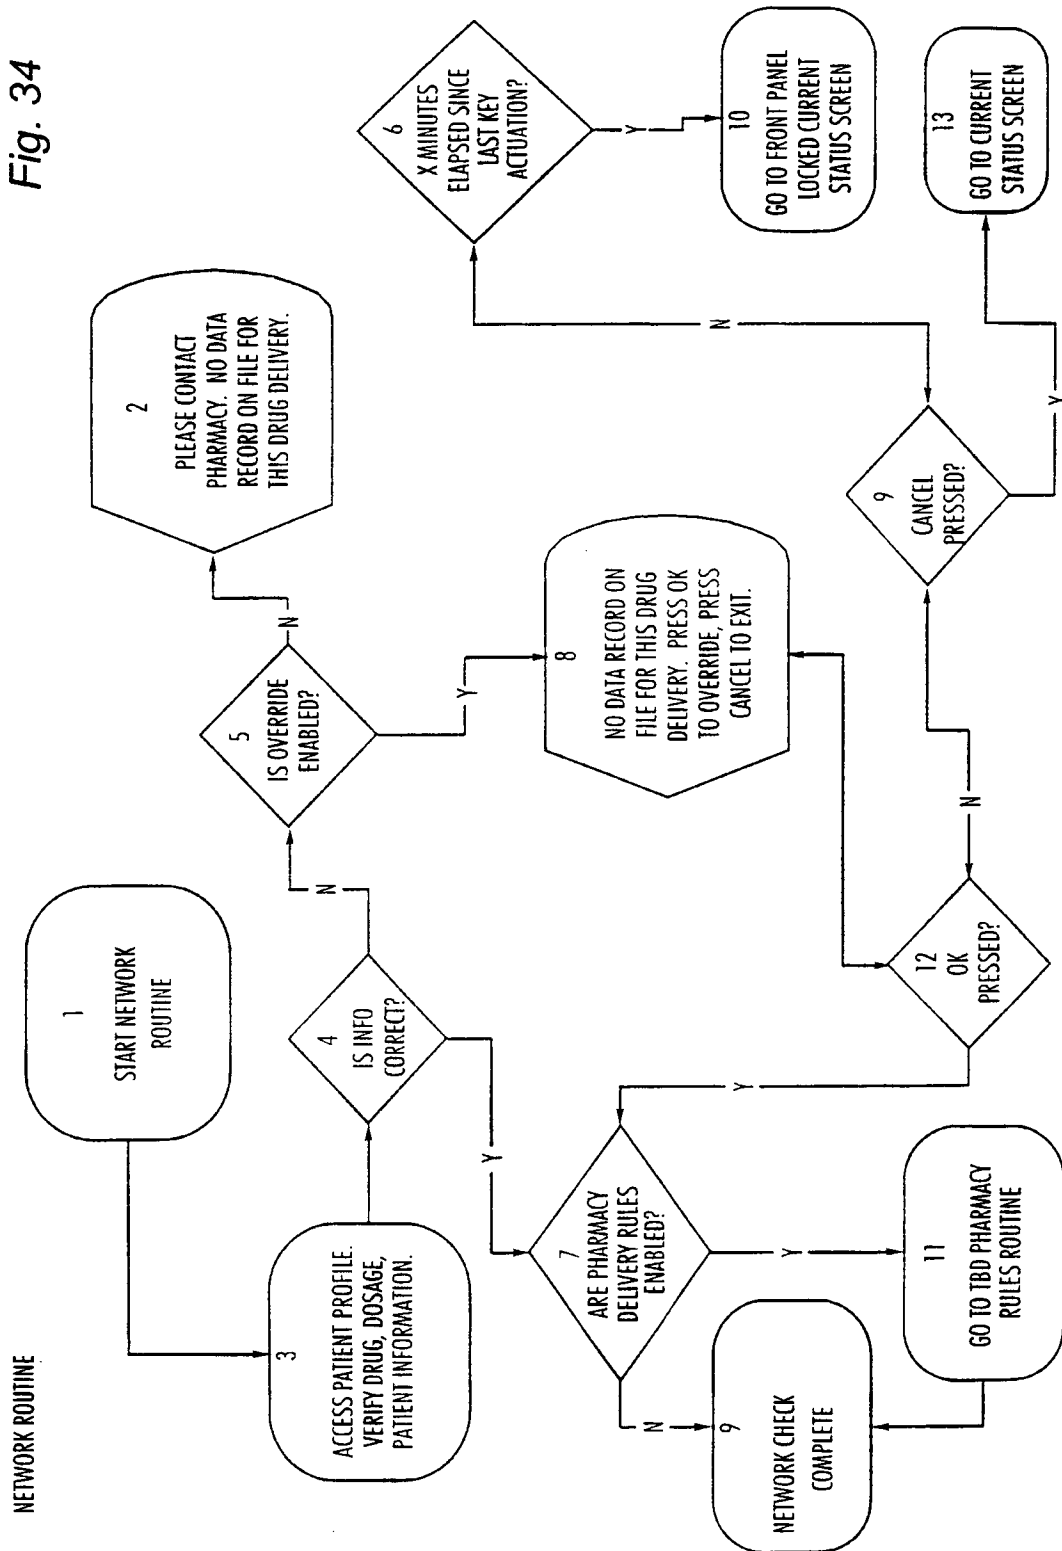 Fig. 34
NETWORK ROUTINE
1
START NETWORK
ROUTINE
2
PLEASE CONTACT
PHARMACY. NO DATA
RECORD ON FILE FOR
THIS DRUG DELIVERY.
3
ACCESS PATIENT PROFILE.
VERIFY DRUG, DOSAGE,
PATIENT INFORMATION.
4
IS INFO
CORRECT?
N
Y
5
IS OVERRIDE
ENABLED?
N
Y
6
X MINUTES
ELAPSED SINCE
LAST KEY
ACTUATION?
Y
7
ARE PHARMACY
DELIVERY RULES
ENABLED?
N
Y
8
NO DATA RECORD ON
FILE FOR THIS DRUG
DELIVERY. PRESS OK
TO OVERRIDE, PRESS
CANCEL TO EXIT.
9
NETWORK CHECK
COMPLETE
9
CANCEL
PRESSED?
N
Y
10
GO TO FRONT PANEL
LOCKED CURRENT
STATUS SCREEN
11
GO TO TBD PHARMACY
RULES ROUTINE
12
OK
PRESSED?
Y
N
13
GO TO CURRENT
STATUS SCREEN